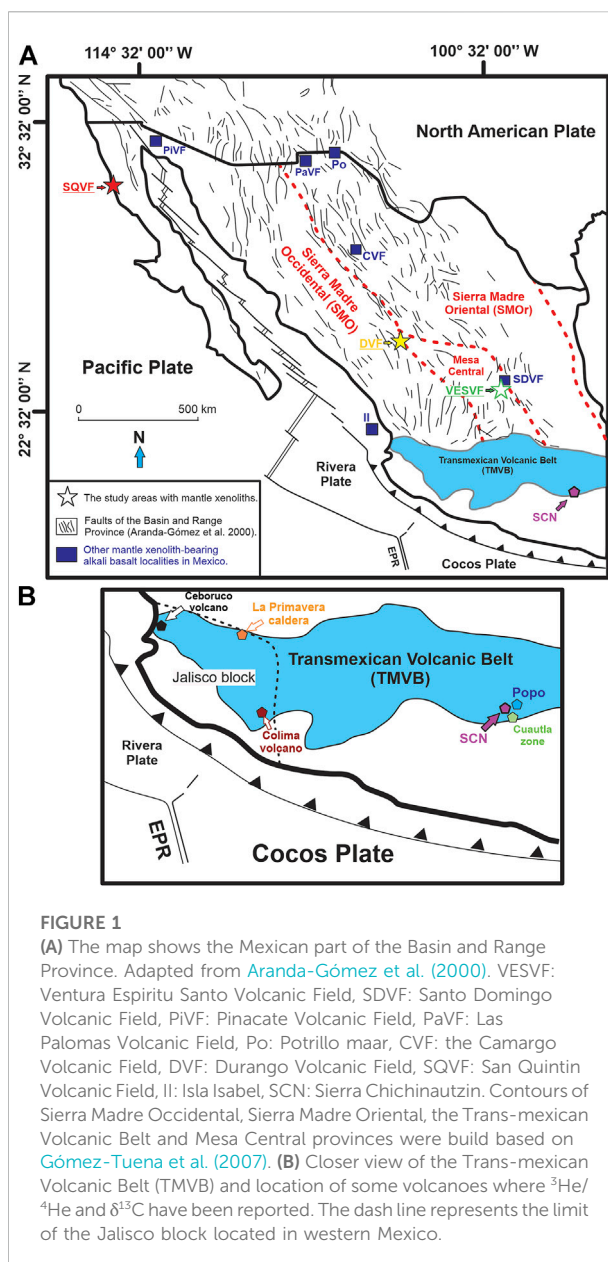 A
114° 32' 00'' W
100° 32' 00'' W
32° 32' 00'' N
22° 32' 00'' N
North American Plate
PiVF
PaVF
Po
SQVF
CVF
Sierra Madre
Occidental (SMO)
Sierra Madre
Oriental (SMOr)
DVF
Mesa
Central
SDVF
VESVF
Pacific Plate
0 500 km
N
II
Rivera
Plate
Transmexican Volcanic Belt
(TMVB)
SCN
EPR
Cocos Plate
The study areas with mantle xenoliths.
Faults of the Basin and Range
Province (Aranda-Gómez et al. 2000).
Other mantle xenolith-bearing
alkali basalt localities in Mexico.
B
Ceboruco
volcano
La Primavera
caldera
Jalisco block
Transmexican Volcanic Belt
(TMVB)
Colima
volcano
Popo
SCN
Cuautla
zone
Rivera
Plate
EPR
Cocos Plate
FIGURE 1
(A) The map shows the Mexican part of the Basin and Range
Province. Adapted from Aranda-Gómez et al. (2000). VESVF:
Ventura Espiritu Santo Volcanic Field, SDVF: Santo Domingo
Volcanic Field, PiVF: Pinacate Volcanic Field, PaVF: Las
Palomas Volcanic Field, Po: Potrillo maar, CVF: the Camargo
Volcanic Field, DVF: Durango Volcanic Field, SQVF: San Quintin
Volcanic Field, II: Isla Isabel, SCN: Sierra Chichinautzin. Contours of
Sierra Madre Occidental, Sierra Madre Oriental, the Trans-mexican
Volcanic Belt and Mesa Central provinces were build based on
Gómez-Tuena et al. (2007). (B) Closer view of the Trans-mexican
Volcanic Belt (TMVB) and location of some volcanoes where ³He/
⁴He and δ¹³C have been reported. The dash line represents the limit
of the Jalisco block located in western Mexico.